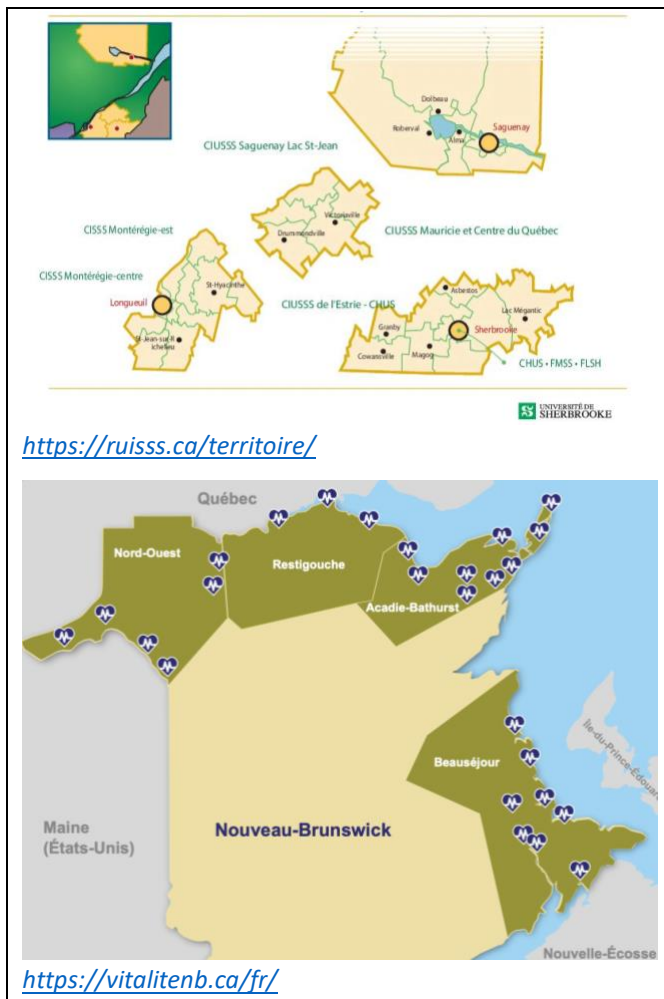 Dolbeau
Roberval
Alma
Saguenay
CIUSSS Saguenay Lac St-Jean
CISSS Montérégie-est
Victoriaville
Drummondville
CIUSSS Mauricie et Centre du Québec
CISSS Montérégie-centre
St-Hyacinthe
Longueuil
St-Jean-sur R
ichelieu
CIUSSS de l'Estrie - CHUS
Asbestos
Lac Mégantic
Granby
Sherbrooke
Cowansville
Magog
CHUS • FMSS • FLSH
UNIVERSITÉ DE
SHERBROOKE
https://ruisss.ca/territoire/
Québec
Nord-Ouest
Restigouche
Acadie-Bathurst
Île-du-Prince-Édouard
Beauséjour
Nouveau-Brunswick
Maine
(États-Unis)
Nouvelle-Écosse
https://vitalitenb.ca/fr/